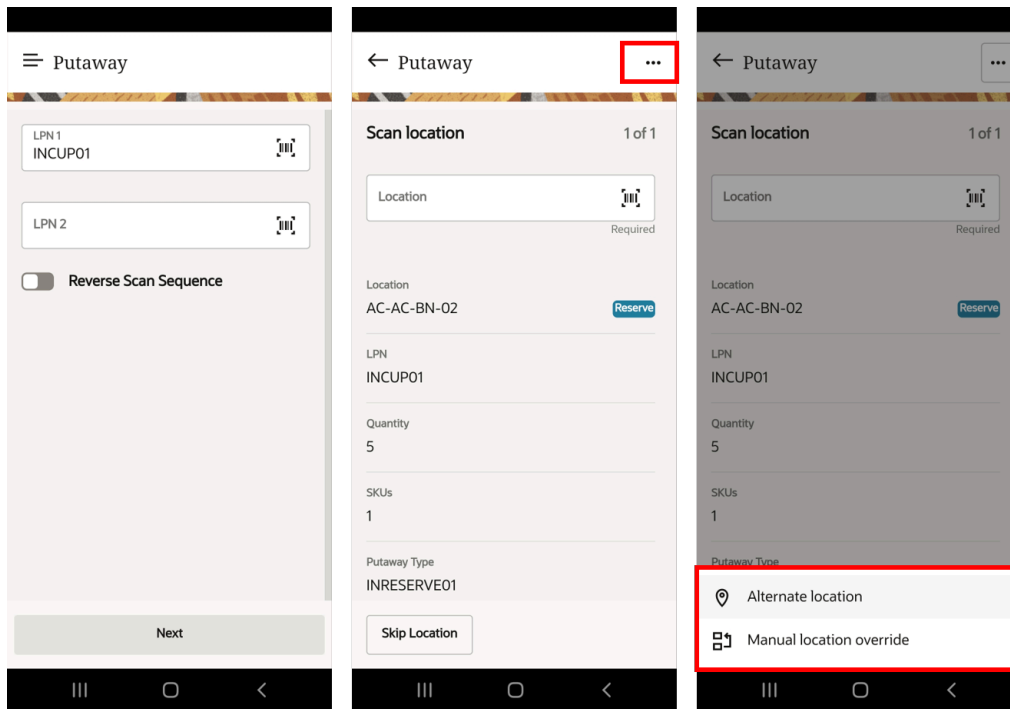 Putaway
LPN 1
INCUP01
LPN 2
Reverse Scan Sequence
Next
Putaway
Scan location
1 of 1
Location
Required
Location
AC-AC-BN-02
Reserve
LPN
INCUP01
Quantity
5
SKUs
1
Putaway Type
INRESERVE01
Skip Location
Putaway
Scan location
1 of 1
Location
Required
Location
AC-AC-BN-02
Reserve
LPN
INCUP01
Quantity
5
SKUs
1
Putaway Type
Alternate location
Manual location override